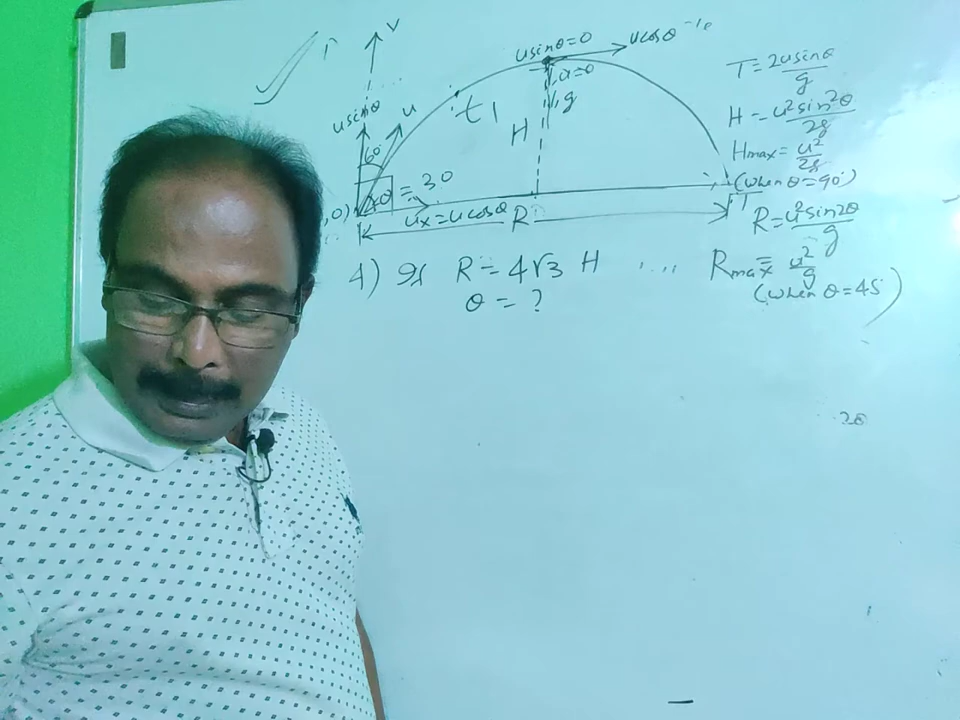 v
usinθ=0
ucosθ
usinθ
u
a=0
g
t1
H
60°
θ = 30
ux=ucosθ
R
T= 2usinθ/g
H = u²sin²θ/2g
Hmax= u²/2g
(when θ=90°)
R= u²sin2θ/g
Rmax= u²/g
(when θ=45°)
4) If R = 4√3 H ....
θ = ?
2θ